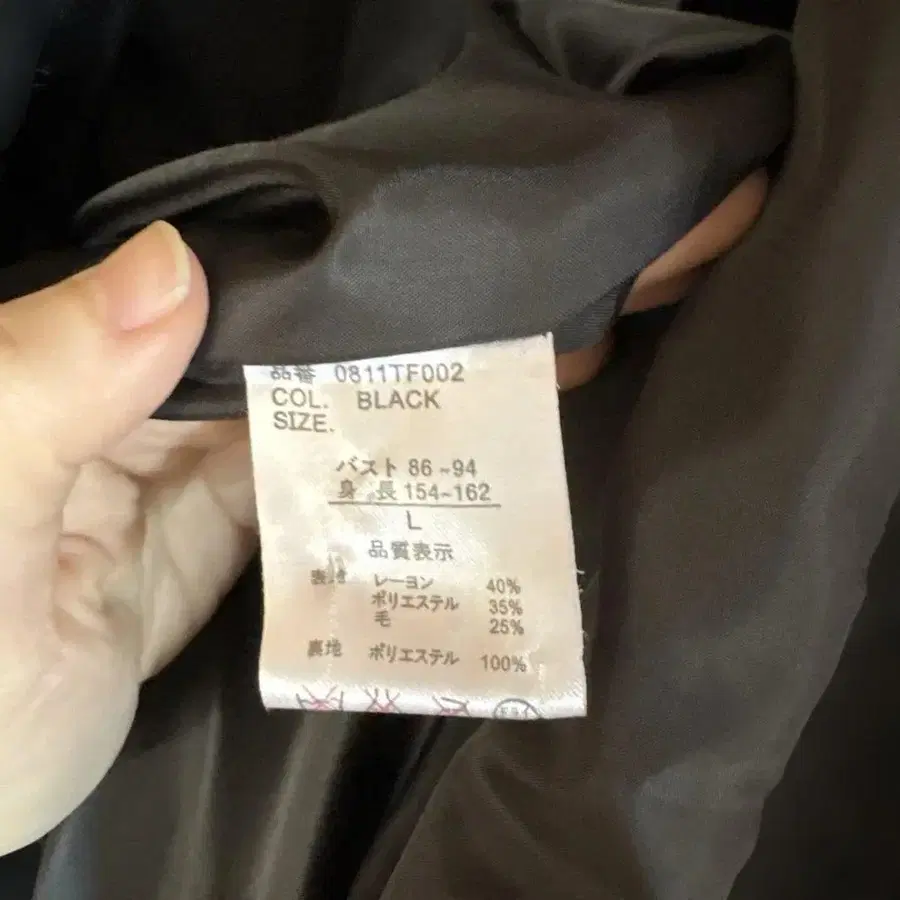 品番 0811TF002
COL. BLACK
SIZE.
バスト 86~94
身 長 154~162
L
品質表示
表地 レーヨン 40%
ポリエステル 35%
毛 25%
裏地 ポリエステル 100%